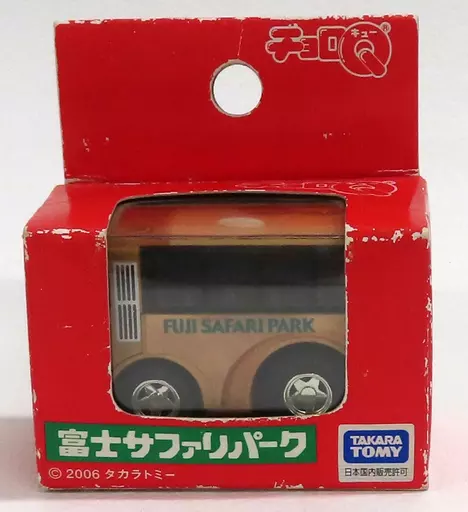 チョロQ
キュー
®
FUJI SAFARI PARK
富士サファリパーク
© 2006 タカラトミー
TAKARA
TOMY
日本国内販売許可